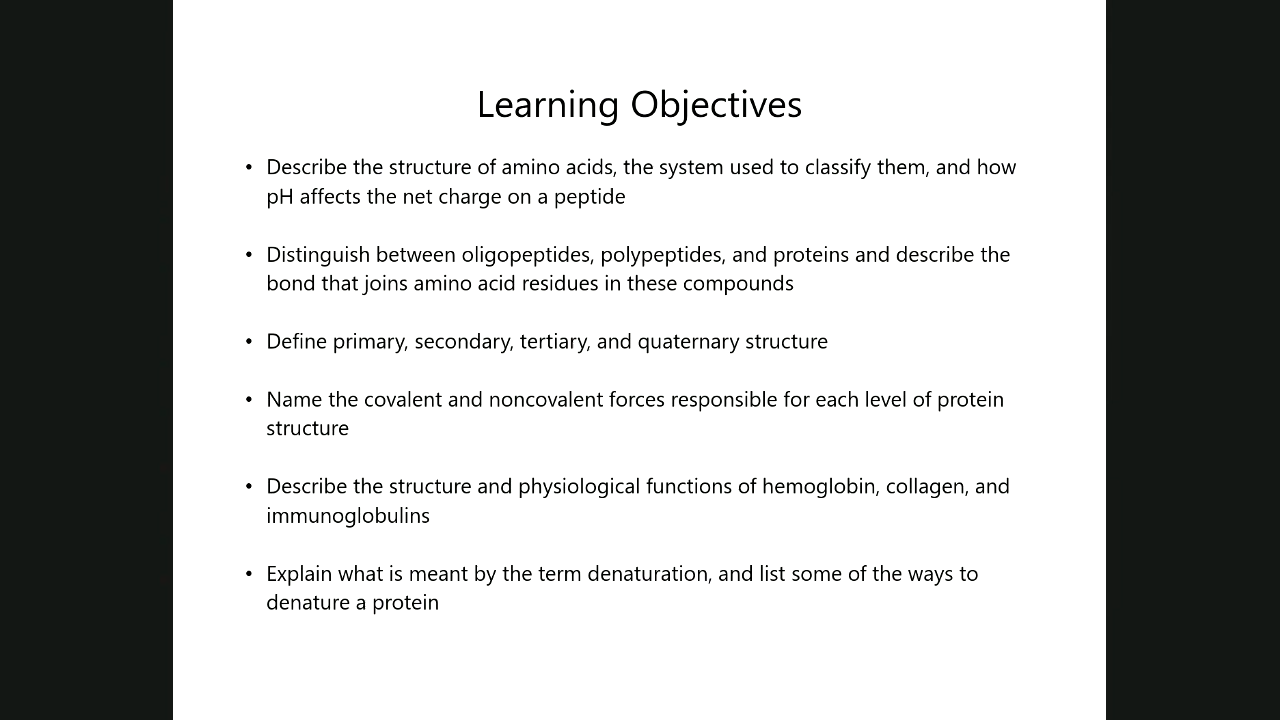 Learning Objectives
• Describe the structure of amino acids, the system used to classify them, and how
pH affects the net charge on a peptide
• Distinguish between oligopeptides, polypeptides, and proteins and describe the
bond that joins amino acid residues in these compounds
• Define primary, secondary, tertiary, and quaternary structure
• Name the covalent and noncovalent forces responsible for each level of protein
structure
• Describe the structure and physiological functions of hemoglobin, collagen, and
immunoglobulins
• Explain what is meant by the term denaturation, and list some of the ways to
denature a protein